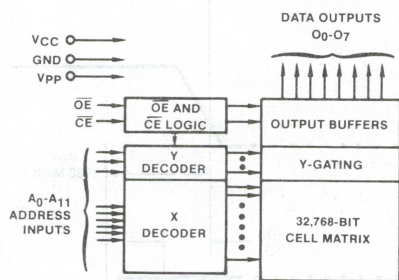 DATA OUTPUTS
O0-O7
VCC
GND
VPP
OE
CE
OE AND
CE LOGIC
OUTPUT BUFFERS
Y
DECODER
Y-GATING
A0-A11
ADDRESS
INPUTS
X
DECODER
32,768-BIT
CELL MATRIX